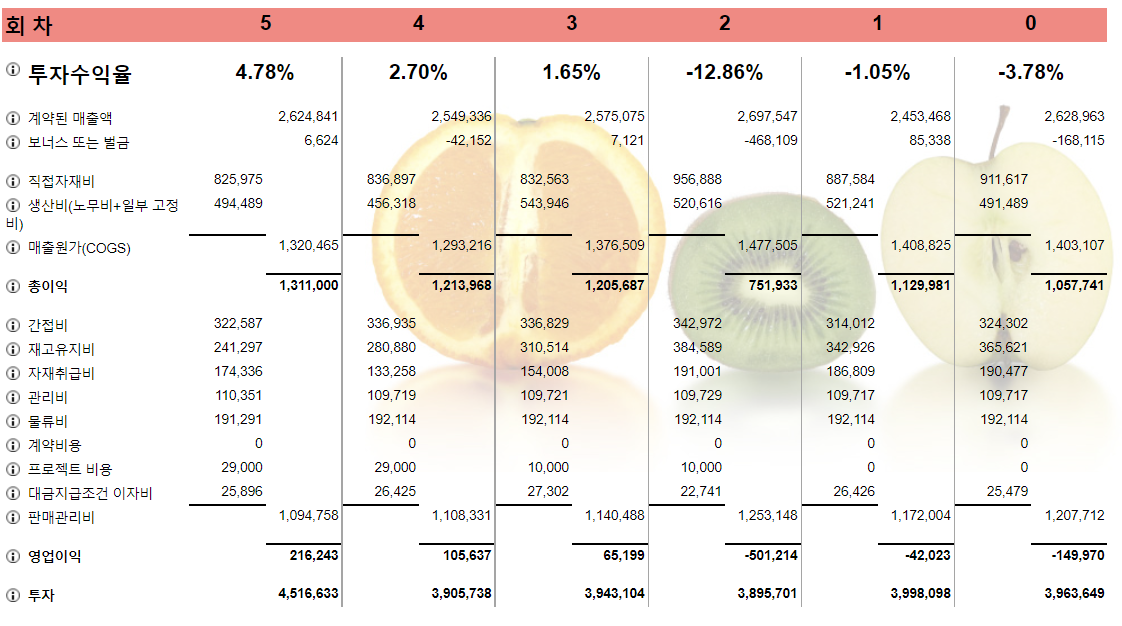 회 차 5 4 3 2 1 0
투자수익율 4.78% 2.70% 1.65% -12.86% -1.05% -3.78%
계약된 매출액 2,624,841 2,549,336 2,575,075 2,697,547 2,453,468 2,628,963
보너스 또는 벌금 6,624 -42,152 7,121 -468,109 85,338 -168,115
직접자재비 825,975 836,897 832,563 956,888 887,584 911,617
생산비(노무비+일부 고정 494,489 456,318 543,946 520,616 521,241 491,489
비)
매출원가(COGS) 1,320,465 1,293,216 1,376,509 1,477,505 1,408,825 1,403,107
총이익 1,311,000 1,213,968 1,205,687 751,933 1,129,981 1,057,741
간접비 322,587 336,935 336,829 342,972 314,012 324,302
재고유지비 241,297 280,880 310,514 384,589 342,926 365,621
자재취급비 174,336 133,258 154,008 191,001 186,809 190,477
관리비 110,351 109,719 109,721 109,729 109,717 109,717
물류비 191,291 192,114 192,114 192,114 192,114 192,114
계약비용 0 0 0 0 0 0
프로젝트 비용 29,000 29,000 10,000 10,000 0 0
대금지급조건 이자비 25,896 26,425 27,302 22,741 26,426 25,479
판매관리비 1,094,758 1,108,331 1,140,488 1,253,148 1,172,004 1,207,712
영업이익 216,243 105,637 65,199 -501,214 -42,023 -149,970
투자 4,516,633 3,905,738 3,943,104 3,895,701 3,998,098 3,963,649